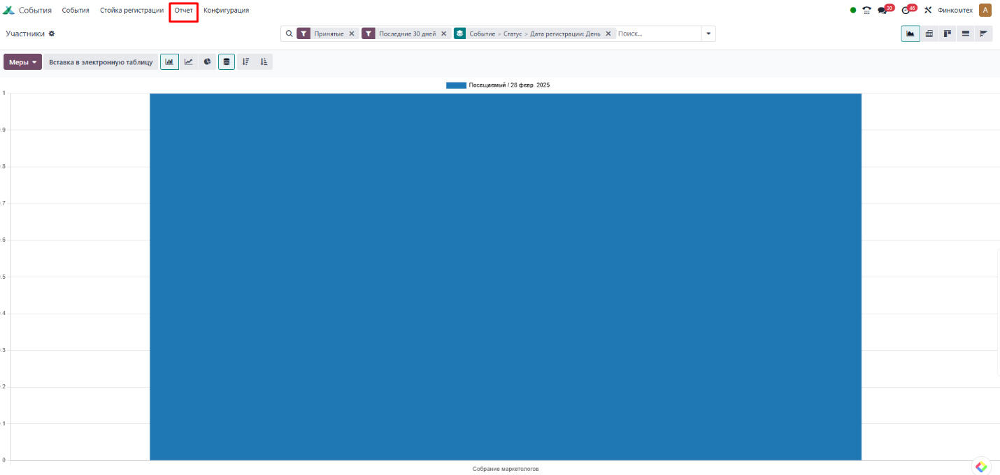 События События Стойка регистрации Отчет Конфигурация 30 46 Финкомтех A
Участники Принятые Последние 30 дней Событие > Статус > Дата регистрации: День Поиск...
Меры Вставка в электронную таблицу
Посещаемый / 28 февр. 2025
1
.9
.8
.7
.6
.5
.4
.3
.2
.1
0
Собрание маркетологов